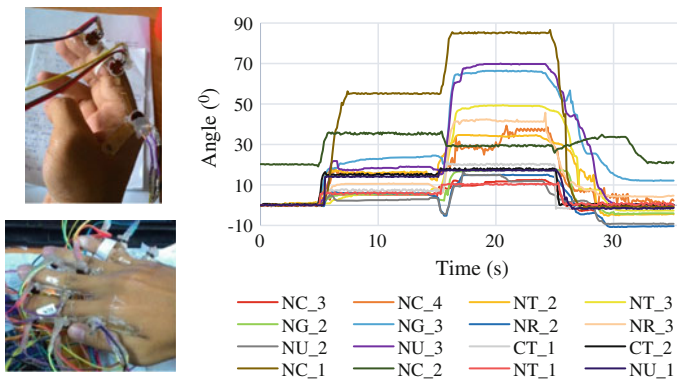 90
70
50
30
10
-10
Angle (⁰)
0 10 20 30
Time (s)
NC_3 NC_4 NT_2 NT_3
NG_2 NG_3 NR_2 NR_3
NU_2 NU_3 CT_1 CT_2
NC_1 NC_2 NT_1 NU_1